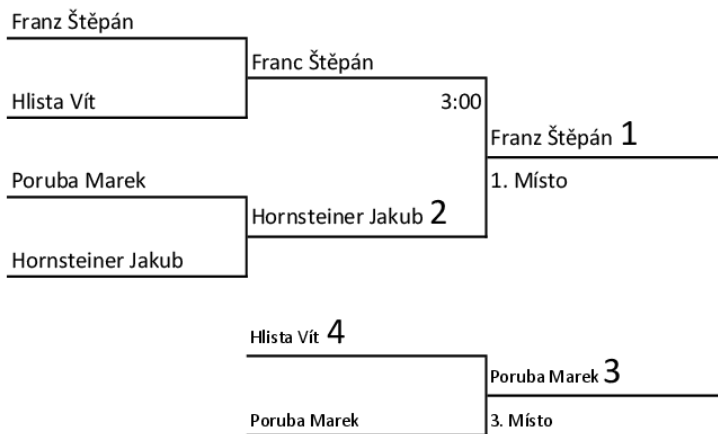 Franz Štěpán
Franc Štěpán
Hlista Vít
3:00
Franz Štěpán 1
Poruba Marek
1. Místo
Hornsteiner Jakub 2
Hornsteiner Jakub
Hlista Vít 4
Poruba Marek 3
Poruba Marek
3. Místo